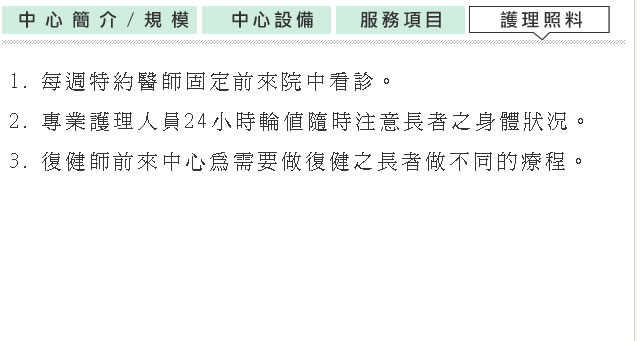 中心簡介/規模 中心設備 服務項目 護理照料
1. 每週特約醫師固定前來院中看診。
2. 專業護理人員24小時輪值隨時注意長者之身體狀況。
3. 復健師前來中心為需要做復健之長者做不同的療程。